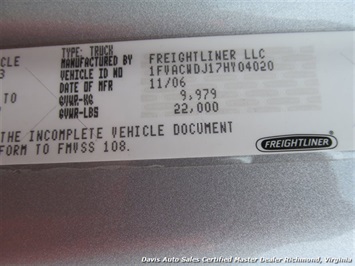 TYPE: TRUCK
MANUFACTURED BY FREIGHTLINER LLC
VEHICLE ID NO 1FVACWDJ17HY04020
DATE OF MFR 11/06
GVWR-KG 9,979
GVWR-LBS 22,000
TO
THE INCOMPLETE VEHICLE DOCUMENT
FORM TO FMVSS 108.
FREIGHTLINER
Davis Auto Sales Certified Master Dealer Richmond, Virginia